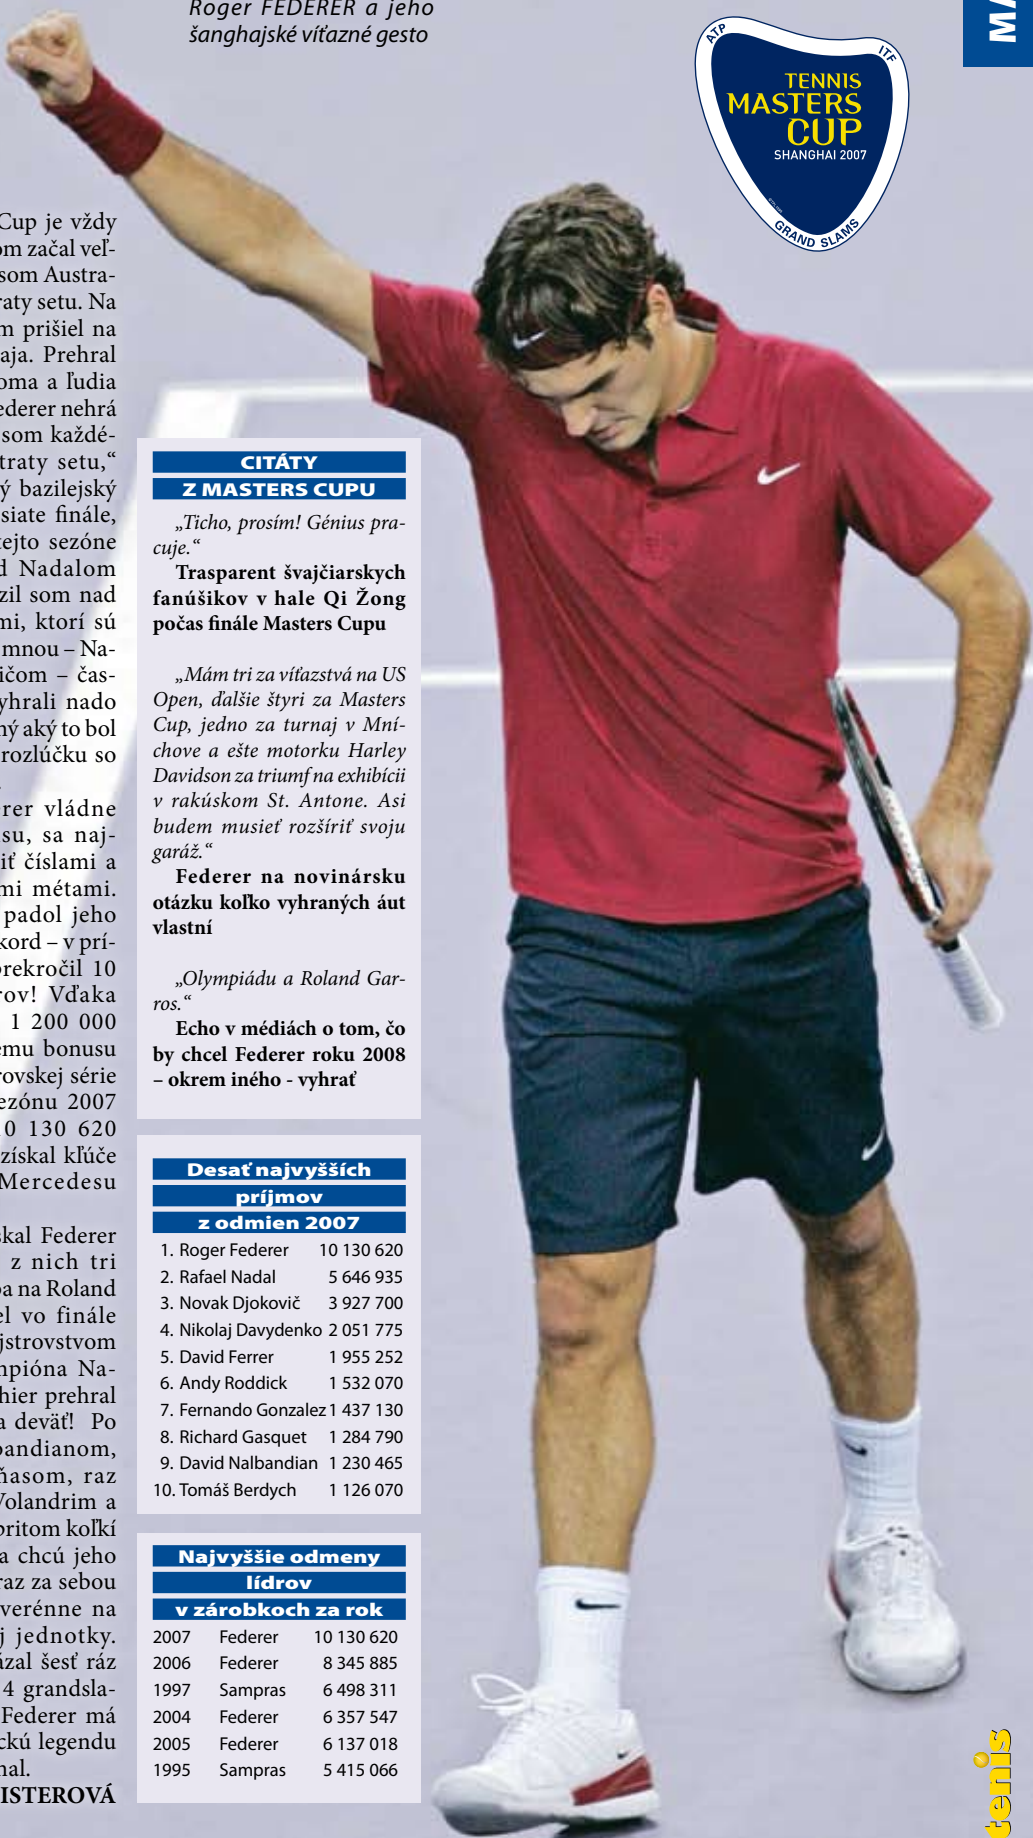 Roger FEDERER a jeho
šanghajské víťazné gesto
MA
ATP
ITF
TENNIS
MASTERS
CUP
SHANGHAI 2007
GRAND SLAMS
Cup je vždy
om začal veľ-
som Austra-
raty setu. Na
m prišiel na
aja. Prehral
oma a ľudia
ederer nehrá
som každé-
traty setu,“
ý bazilejský
siate finále,
tejto sezóne
d Nadalom
zil som nad
mi, ktorí sú
mnou – Na-
ičom – čas-
yhrali nado
ný aký to bol
rozlúčku so
rer vládne
su, sa naj-
iť číslami a
mi métami.
padol jeho
kord – v prí-
prekročil 10
rov! Vďaka
1 200 000
emu bonusu
rovskej série
ezónu 2007
10 130 620
získal kľúče
Mercedesu
skal Federer
z nich tri
ba na Roland
el vo finále
jstrovstvom
mpióna Na-
hier prehral
a deväť! Po
bandianom,
ňasom, raz
Volandrim a
pritom koľkí
a chcú jeho
raz za sebou
verénne na
j jednotky.
ázal šesť ráz
4 grandsla-
Federer má
ckú legendu
nal.
ISTEROVÁ
CITÁTY
Z MASTERS CUPU
„Ticho, prosím! Génius pra-
cuje.“
Trasparent švajčiarskych
fanúšikov v hale Qi Žong
počas finále Masters Cupu
„Mám tri za víťazstvá na US
Open, ďalšie štyri za Masters
Cup, jedno za turnaj v Mní-
chove a ešte motorku Harley
Davidson za triumf na exhibícii
v rakúskom St. Antone. Asi
budem musieť rozšíriť svoju
garáž.“
Federer na novinársku
otázku koľko vyhraných áut
vlastní
„Olympiádu a Roland Gar-
ros.“
Echo v médiách o tom, čo
by chcel Federer roku 2008
– okrem iného - vyhrať
Desať najvyšších
príjmov
z odmien 2007
1. Roger Federer 10 130 620
2. Rafael Nadal 5 646 935
3. Novak Djokovič 3 927 700
4. Nikolaj Davydenko 2 051 775
5. David Ferrer 1 955 252
6. Andy Roddick 1 532 070
7. Fernando Gonzalez 1 437 130
8. Richard Gasquet 1 284 790
9. David Nalbandian 1 230 465
10. Tomáš Berdych 1 126 070
Najvyššie odmeny
lídrov
v zárobkoch za rok
2007 Federer 10 130 620
2006 Federer 8 345 885
1997 Sampras 6 498 311
2004 Federer 6 357 547
2005 Federer 6 137 018
1995 Sampras 5 415 066
tenis